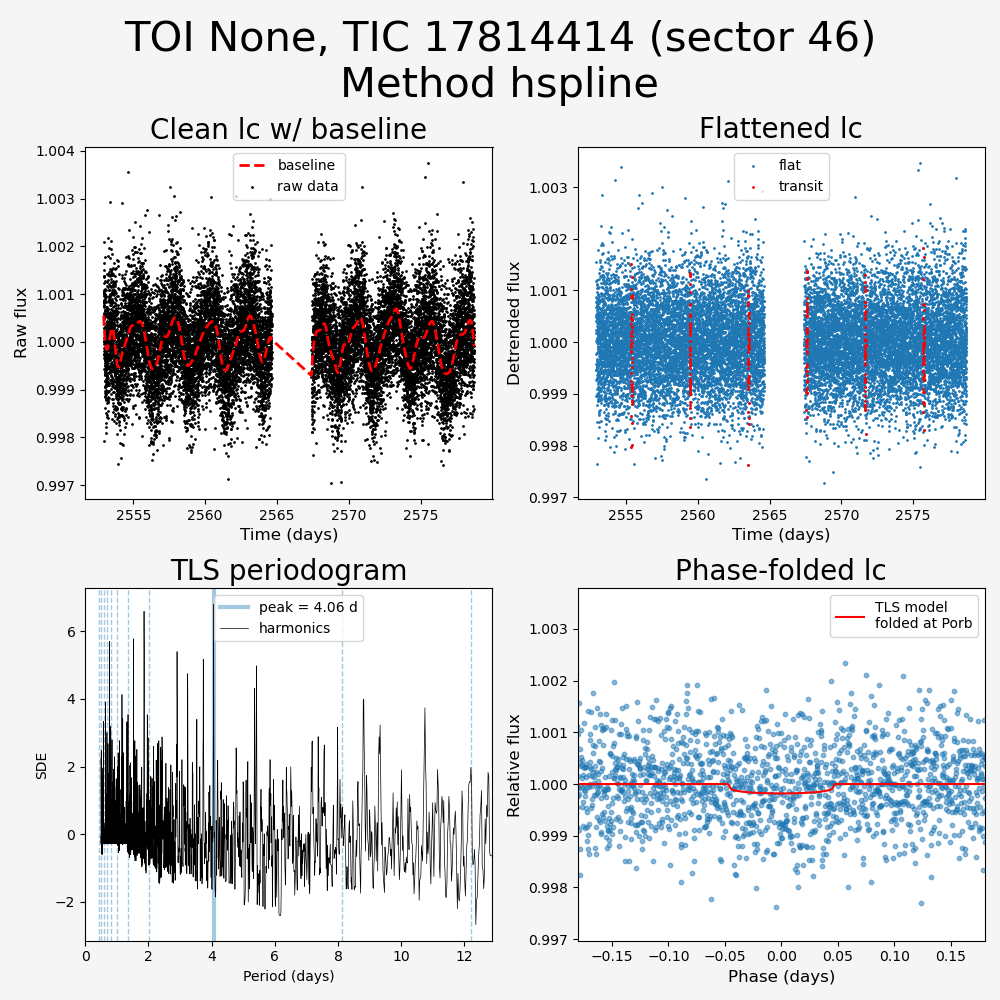 TOI None, TIC 17814414 (sector 46)
Method hspline
Clean lc w/ baseline
Flattened lc
baseline
raw data
flat
transit
Raw flux
1.004
1.003
1.002
1.001
1.000
0.999
0.998
0.997
2555
2560
2565
2570
2575
Time (days)
Detrended flux
1.003
1.002
1.001
1.000
0.999
0.998
0.997
2555
2560
2565
2570
2575
Time (days)
TLS periodogram
Phase-folded lc
peak = 4.06 d
harmonics
TLS model
folded at Porb
SDE
6
4
2
0
−2
0
2
4
6
8
10
12
Period (days)
Relative flux
1.003
1.002
1.001
1.000
0.999
0.998
0.997
−0.15
−0.10
−0.05
0.00
0.05
0.10
0.15
Phase (days)